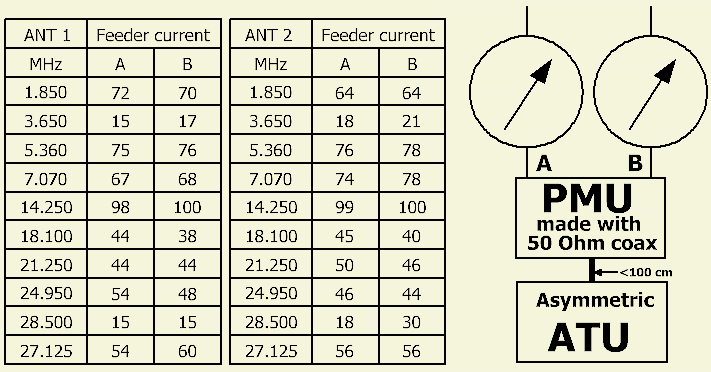 ANT 1 Feeder current
MHz A B
1.850 72 70
3.650 15 17
5.360 75 76
7.070 67 68
14.250 98 100
18.100 44 38
21.250 44 44
24.950 54 48
28.500 15 15
27.125 54 60
ANT 2 Feeder current
MHz A B
1.850 64 64
3.650 18 21
5.360 76 78
7.070 74 78
14.250 99 100
18.100 45 40
21.250 50 46
24.950 46 44
28.500 18 30
27.125 56 56
A B
PMU
made with
50 Ohm coax
<100 cm
Asymmetric
ATU